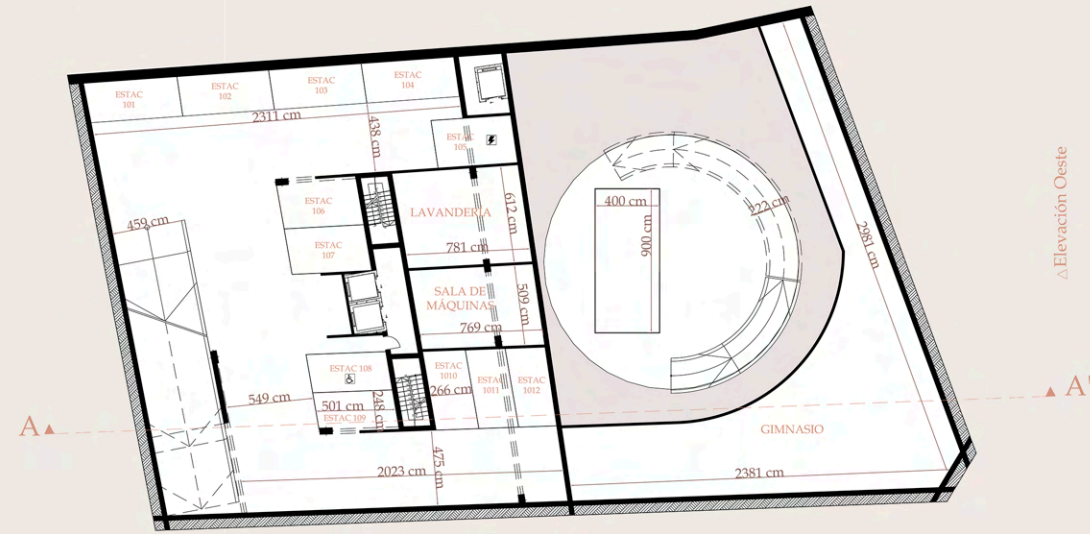 ESTAC
101
ESTAC
102
ESTAC
103
ESTAC
104
2311 cm
438 cm
ESTAC
105
ESTAC
106
ESTAC
107
LAVANDERÍA
612 cm
781 cm
459 cm
400 cm
900 cm
222 cm
2981 cm
△Elevación Oeste
SALA DE
MÁQUINAS
509 cm
769 cm
ESTAC 108
501 cm
248 cm
ESTAC 109
549 cm
ESTAC
1010
266 cm
ESTAC
1011
ESTAC
1012
A
A'
GIMNASIO
475 cm
2023 cm
2381 cm